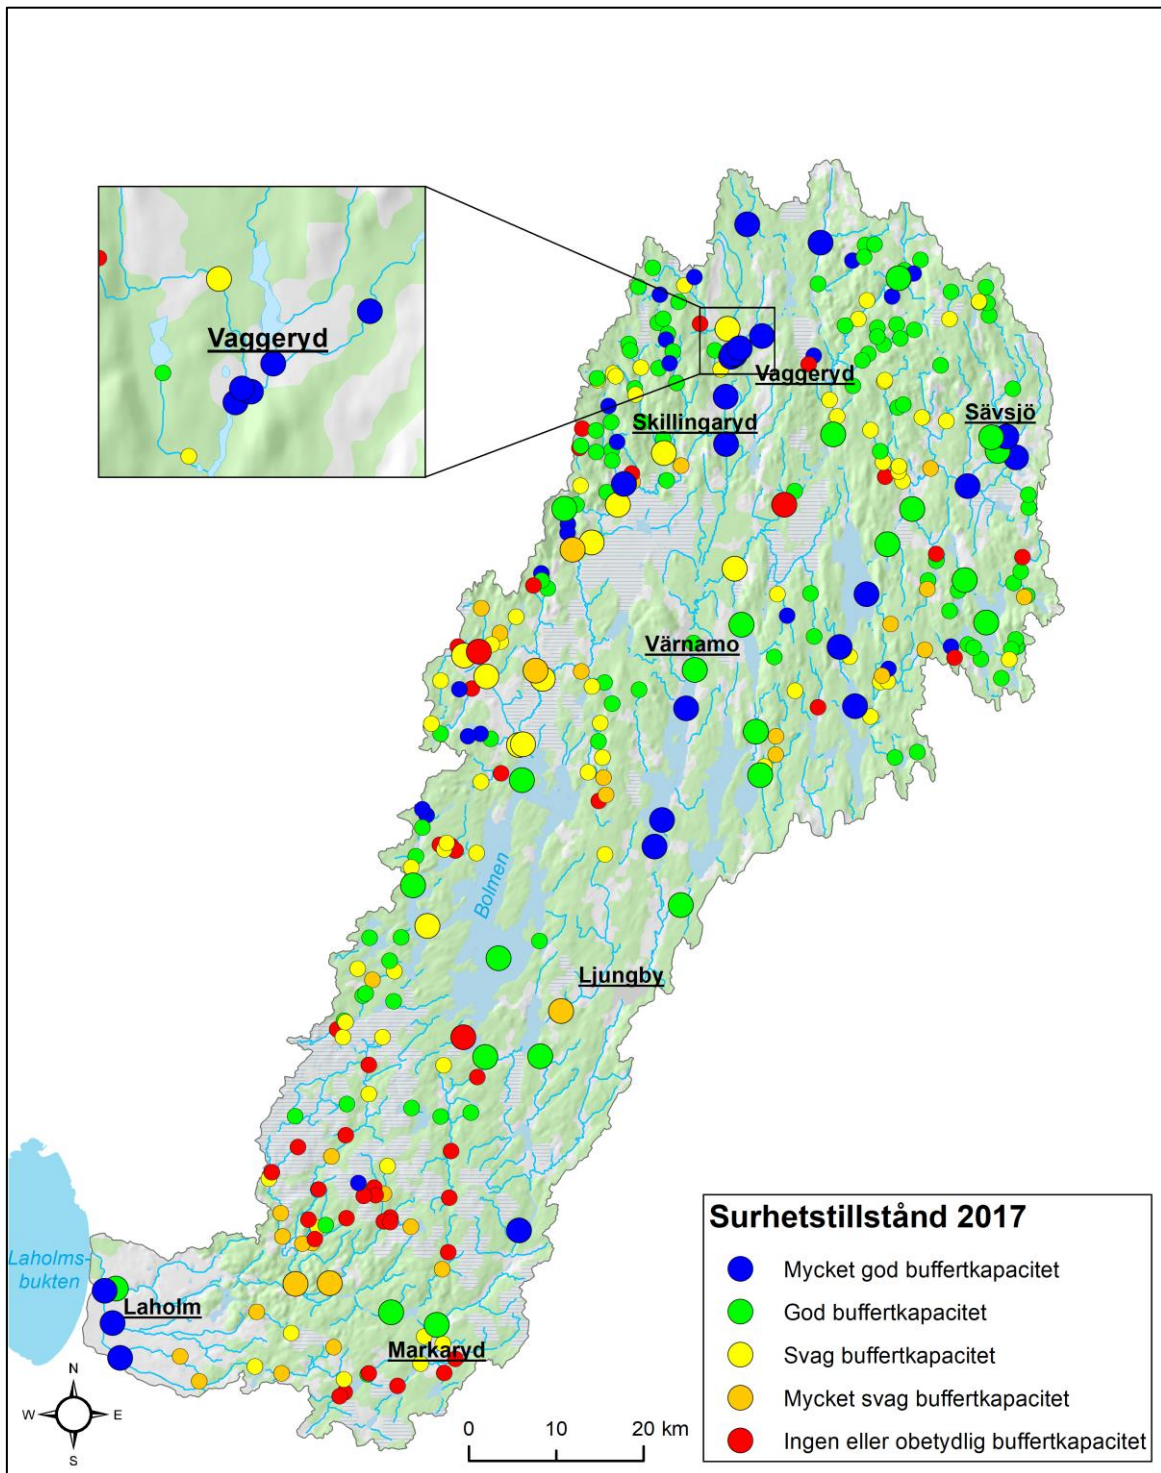 Vaggeryd
Vaggeryd
Skillingaryd
Sävsjö
Värnamo
Bolmen
Ljungby
Laholms-
bukten
Laholm
Markaryd
N
W
E
S
0
10
20 km
Surhetstillstånd 2017
Mycket god buffertkapacitet
God buffertkapacitet
Svag buffertkapacitet
Mycket svag buffertkapacitet
Ingen eller obetydlig buffertkapacitet